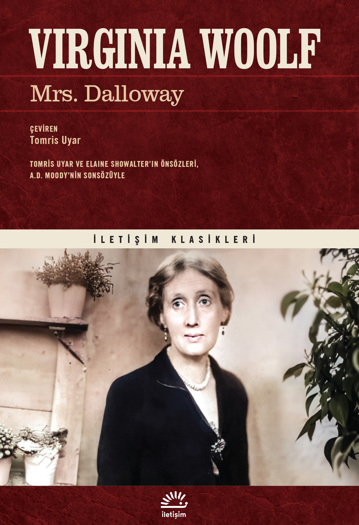 VIRGINIA WOOLF
Mrs. Dalloway
ÇEVİREN
Tomris Uyar
TOMRİS UYAR VE ELAINE SHOWALTER'IN ÖNSÖZLERİ,
A.D. MOODY'NİN SONSÖZÜYLE
İLETİŞİM KLASİKLERİ
iletişim